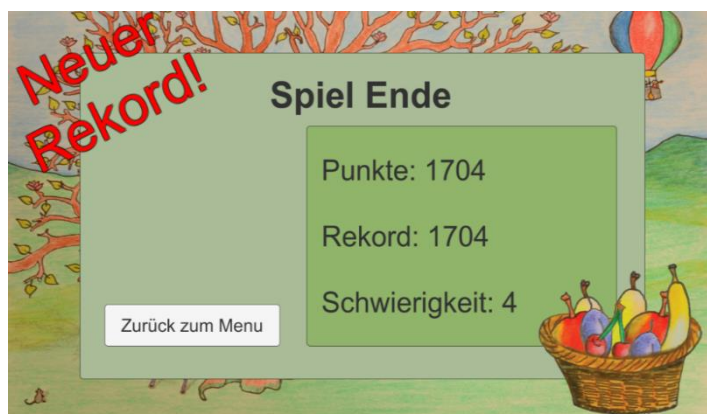 Neuer
Rekord!
Spiel Ende
Punkte: 1704
Rekord: 1704
Schwierigkeit: 4
Zurück zum Menu